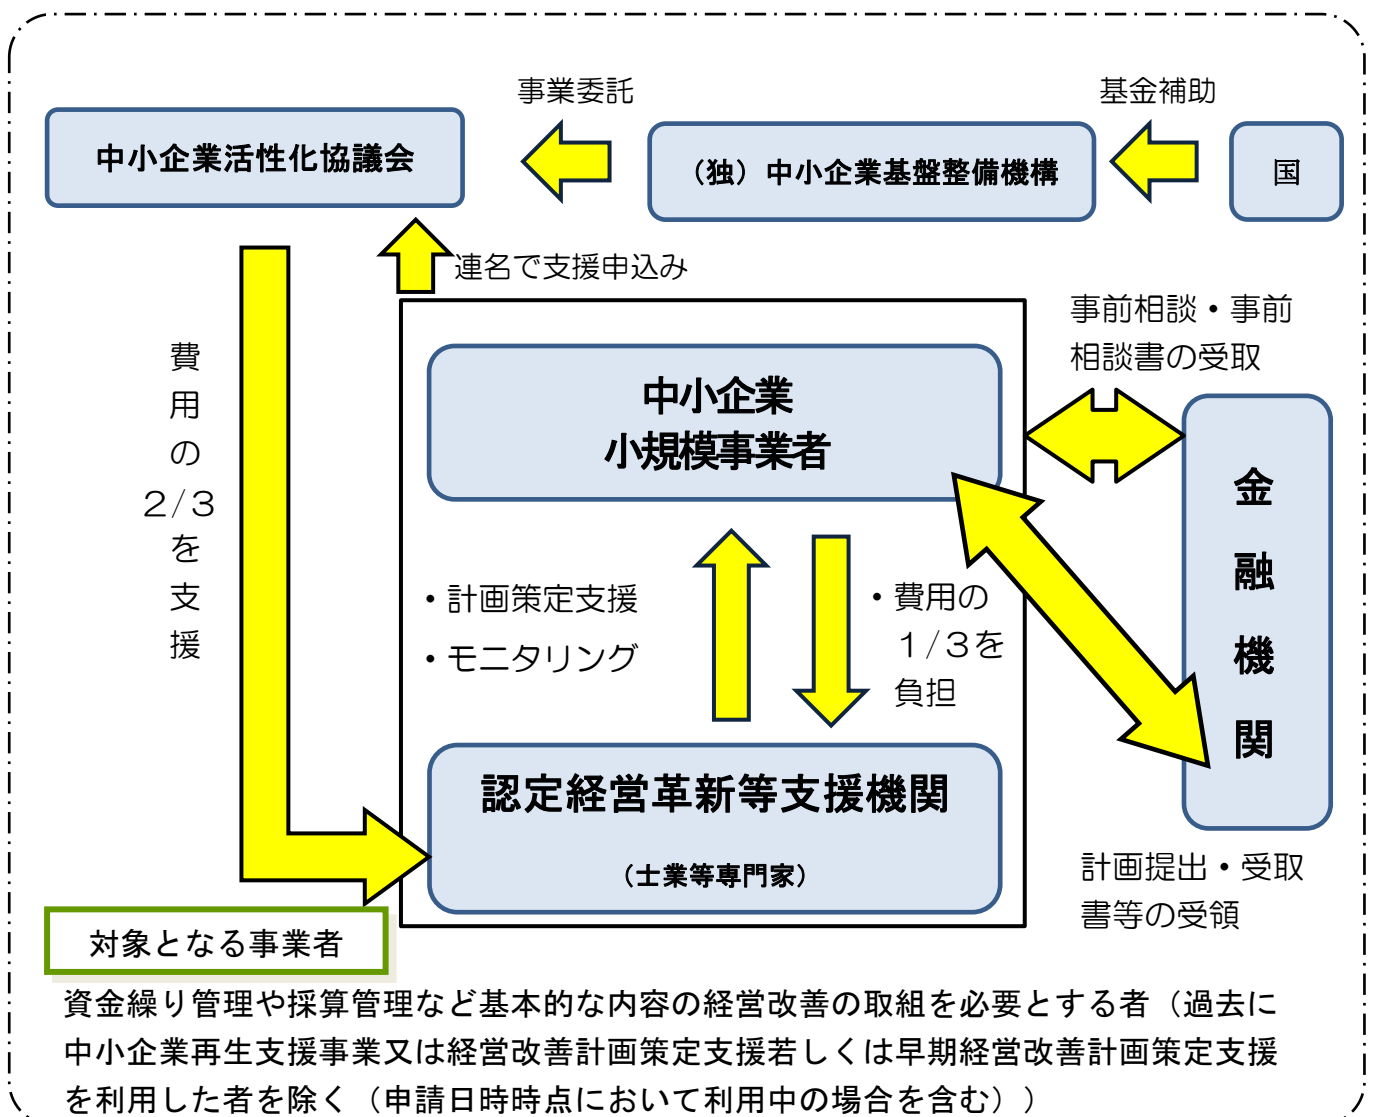 事業委託
基金補助
中小企業活性化協議会
（独）中小企業基盤整備機構
国
連名で支援申込み
事前相談・事前
相談書の受取
費用の２/３を支援
中小企業
小規模事業者
金融機関
・計画策定支援
・モニタリング
・費用の
１/３を
負担
認定経営革新等支援機関
（士業等専門家）
計画提出・受取
書等の受領
対象となる事業者
資金繰り管理や採算管理など基本的な内容の経営改善の取組を必要とする者（過去に
中小企業再生支援事業又は経営改善計画策定支援若しくは早期経営改善計画策定支援
を利用した者を除く（申請日時時点において利用中の場合を含む））